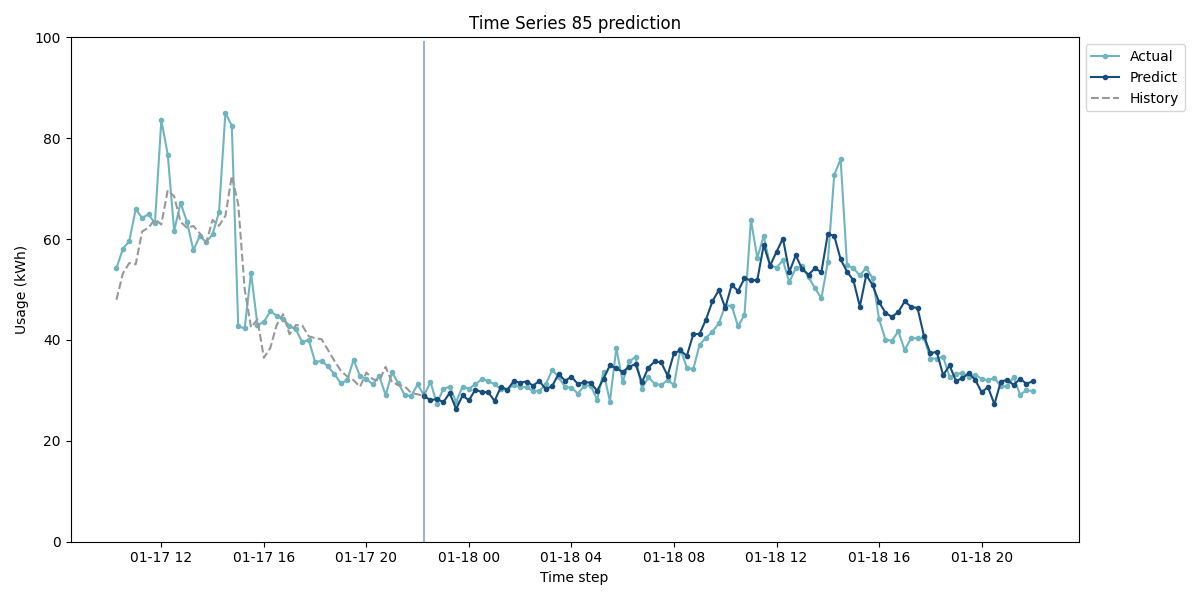 Time Series 85 prediction
100
80
60
40
20
0
Usage (kWh)
01-17 12
01-17 16
01-17 20
01-18 00
01-18 04
01-18 08
01-18 12
01-18 16
01-18 20
Time step
Actual
Predict
History